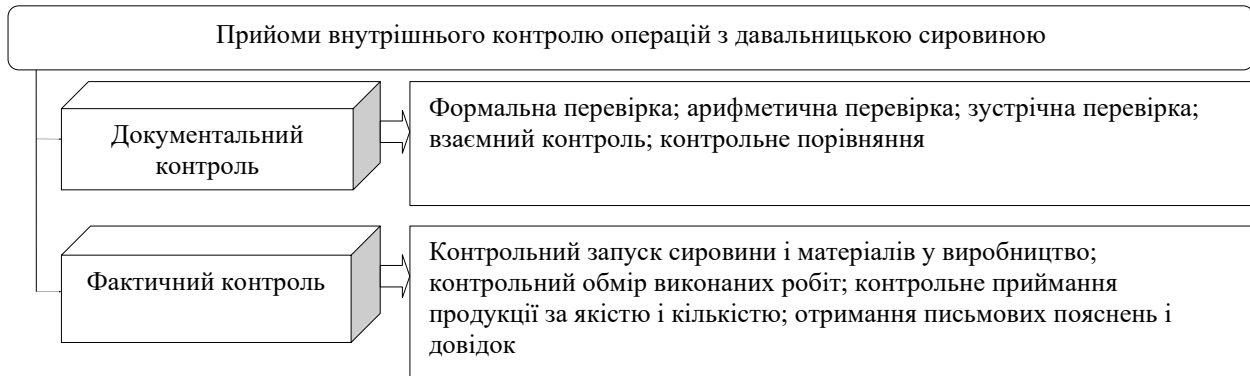 Прийоми внутрішнього контролю операцій з давальницькою сировиною
Документальний
контроль
Формальна перевірка; арифметична перевірка; зустрічна перевірка;
взаємний контроль; контрольне порівняння
Фактичний контроль
Контрольний запуск сировини і матеріалів у виробництво;
контрольний обмір виконаних робіт; контрольне приймання
продукції за якістю і кількістю; отримання письмових пояснень і
довідок